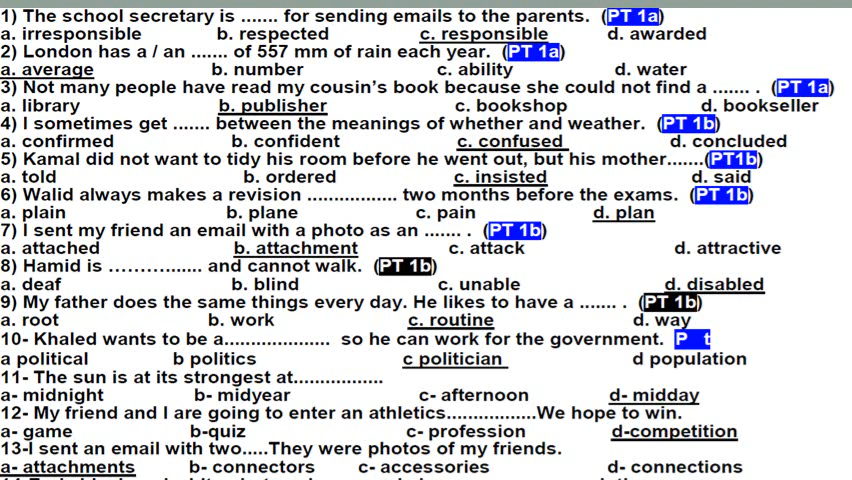 1) The school secretary is ....... for sending emails to the parents. (PT 1a)
a. irresponsible b. respected c. responsible d. awarded
2) London has a / an ....... of 557 mm of rain each year. (PT 1a)
a. average b. number c. ability d. water
3) Not many people have read my cousin's book because she could not find a ....... . (PT 1a)
a. library b. publisher c. bookshop d. bookseller
4) I sometimes get ....... between the meanings of whether and weather. (PT 1b)
a. confirmed b. confident c. confused d. concluded
5) Kamal did not want to tidy his room before he went out, but his mother.......(PT1b)
a. told b. ordered c. insisted d. said
6) Walid always makes a revision ................. two months before the exams. (PT 1b)
a. plain b. plane c. pain d. plan
7) I sent my friend an email with a photo as an ....... . (PT 1b)
a. attached b. attachment c. attack d. attractive
8) Hamid is ………....... and cannot walk. (PT 1b)
a. deaf b. blind c. unable d. disabled
9) My father does the same things every day. He likes to have a ....... . (PT 1b)
a. root b. work c. routine d. way
10- Khaled wants to be a.................... so he can work for the government. P t
a political b politics c politician d population
11- The sun is at its strongest at.................
a- midnight b- midyear c- afternoon d- midday
12- My friend and I are going to enter an athletics.................We hope to win.
a- game b-quiz c- profession d-competition
13-I sent an email with two.....They were photos of my friends.
a- attachments b- connectors c- accessories d- connections